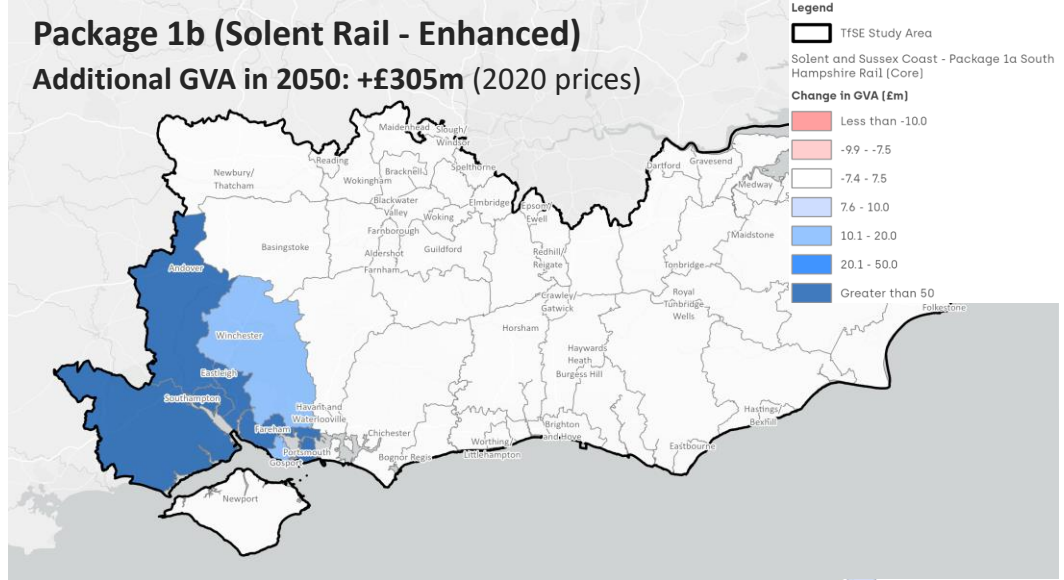 Package 1b (Solent Rail - Enhanced)
Additional GVA in 2050: +£305m (2020 prices)
Legend
TfSE Study Area
Solent and Sussex Coast - Package 1a South
Hampshire Rail (Core)
Change in GVA (£m)
Less than -10.0
-9.9 - -7.5
-7.4 - 7.5
7.6 - 10.0
10.1 - 20.0
20.1 - 50.0
Greater than 50
Maidenhead
Slough/
Windsor
Reading
Bracknell
Spelthorne
Wokingham
Newbury/
Thatcham
Dartford
Gravesend
Medway
Blackwater
Valley
Elmbridge
Epsom/
Ewell
Woking
Farnborough
Basingstoke
Aldershot
Guildford
Farnham
Redhill/
Reigate
Maidstone
Tonbridge
Andover
Crawley/
Gatwick
Royal
Tunbridge
Wells
Folkestone
Horsham
Winchester
Haywards
Heath
Burgess Hill
Eastleigh
Southampton
Havant and
Waterlooville
Fareham
Chichester
Portsmouth
Gosport
Bognor Regis
Worthing/
Littlehampton
Brighton
and Hove
Hastings/
Bexhill
Eastbourne
Newport